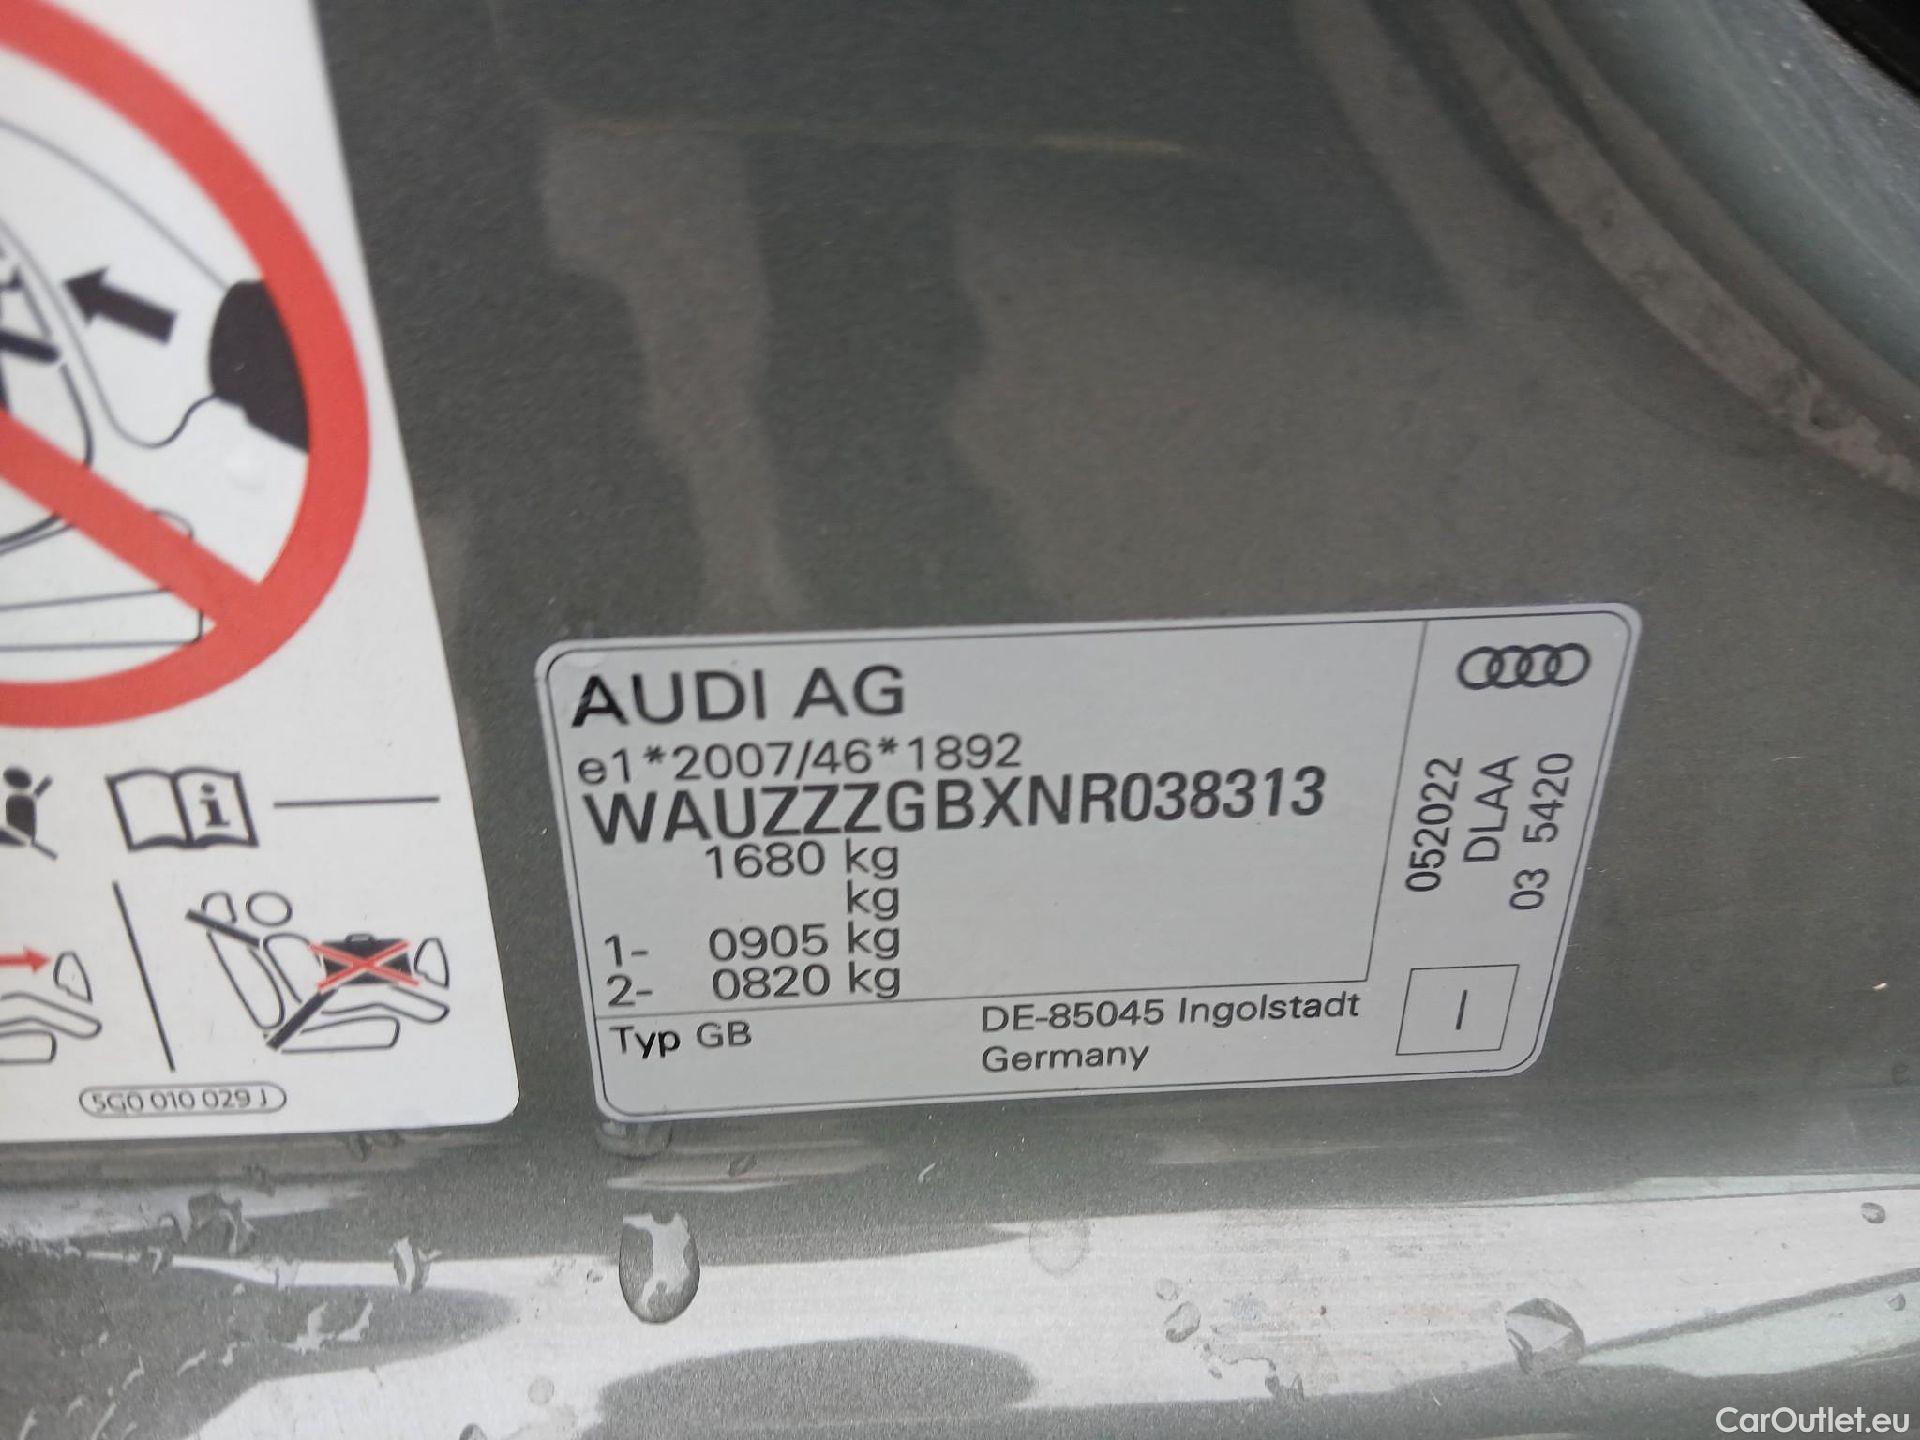 AUDI AG
e1*2007/46*1892
WAUZZZGBXNR038313
1680 kg
kg
1- 0905 kg
2- 0820 kg
Typ GB
DE-85045 Ingolstadt
Germany
052022
DLAA
03 5420
I
i
5G0 010 029 J
CarOutlet.eu